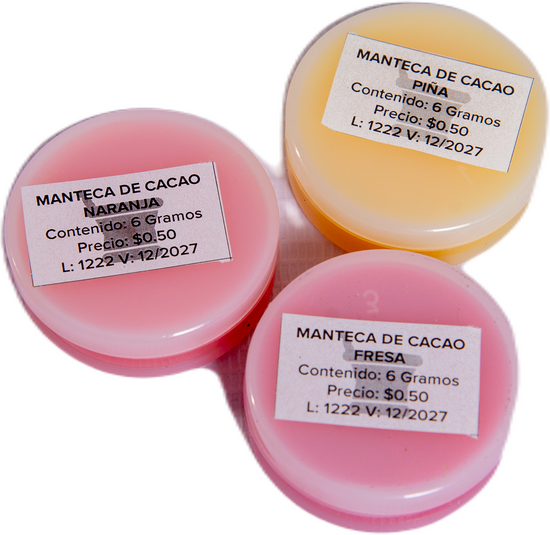 MANTECA DE CACAO
PIÑA
Contenido: 6 Gramos
Precio: $0.50
L: 1222 V: 12/2027
MANTECA DE CACAO
NARANJA
Contenido: 6 Gramos
Precio: $0.50
L: 1222 V: 12/2027
MANTECA DE CACAO
FRESA
Contenido: 6 Gramos
Precio: $0.50
L: 1222 V: 12/2027